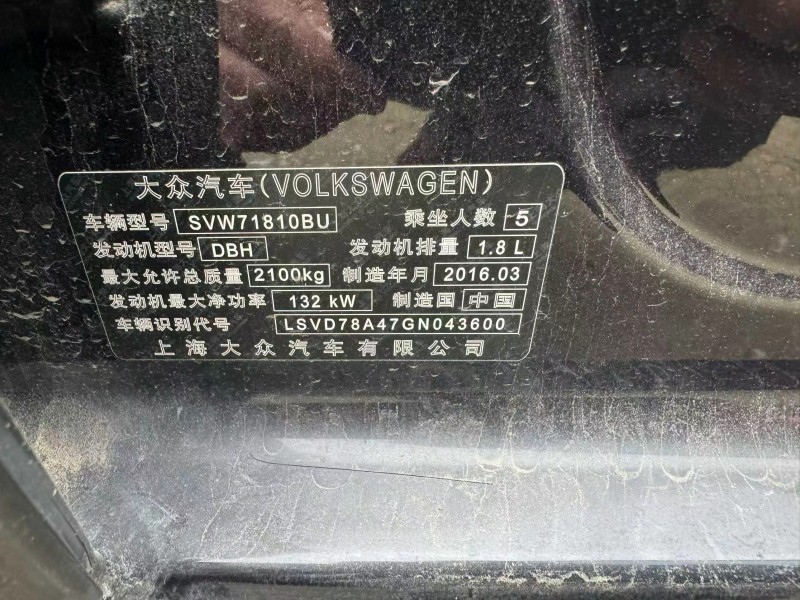 大众汽车(VOLKSWAGEN)
车辆型号 SVW71810BU 乘坐人数 5
发动机型号 DBH 发动机排量 1.8 L
最大允许总质量 2100kg 制造年月 2016.03
发动机最大净功率 132 kW 制造国 中国
车辆识别代号 LSVD78A47GN043600
上海大众汽车有限公司